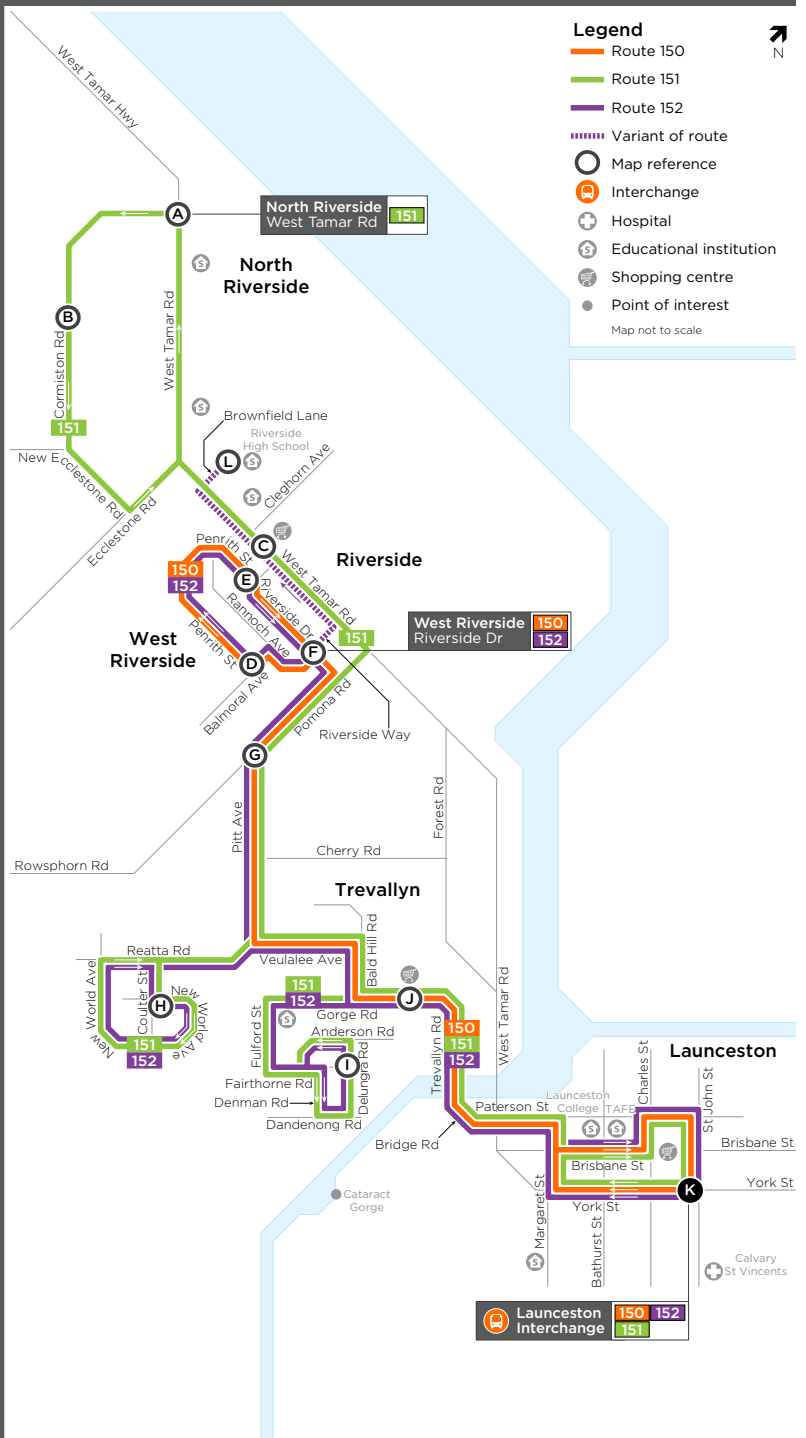 Legend
Route 150
Route 151
Route 152
Variant of route
Map reference
Interchange
Hospital
Educational institution
Shopping centre
Point of interest
Map not to scale
N
West Tamar Hwy
A
North Riverside
West Tamar Rd
151
North
Riverside
B
Cormiston Rd
West Tamar Rd
151
New Ecclestone Rd
Ecclestone Rd
Brownfield Lane
Riverside
High School
L
Cleghorn Ave
C
West Tamar Rd
Riverside
Penrith St
E
150
152
Riverside Dr
Rannoch Ave
West
Riverside
Penrith St
D
F
151
West Riverside
Riverside Dr
150
152
Balmoral Ave
Pomona Rd
Riverside Way
G
Pitt Ave
Forest Rd
Cherry Rd
Rowsphorn Rd
Trevallyn
Bald Hill Rd
Reatta Rd
Veulalee Ave
New World Ave
Coulter St
H
New
World Ave
151
152
151
152
Gorge Rd
J
Fulford St
Anderson Rd
I
Delungra Rd
Fairthorne Rd
Denman Rd
Dandenong Rd
Trevallyn Rd
150
151
152
West Tamar Rd
Launceston
Paterson St
Launceston
College
TAFE
Charles St
St John St
Bridge Rd
Brisbane St
Brisbane St
York St
K
York St
Margaret St
Bathurst St
Cataract
Gorge
Calvary
St Vincents
Launceston
Interchange
150
152
151